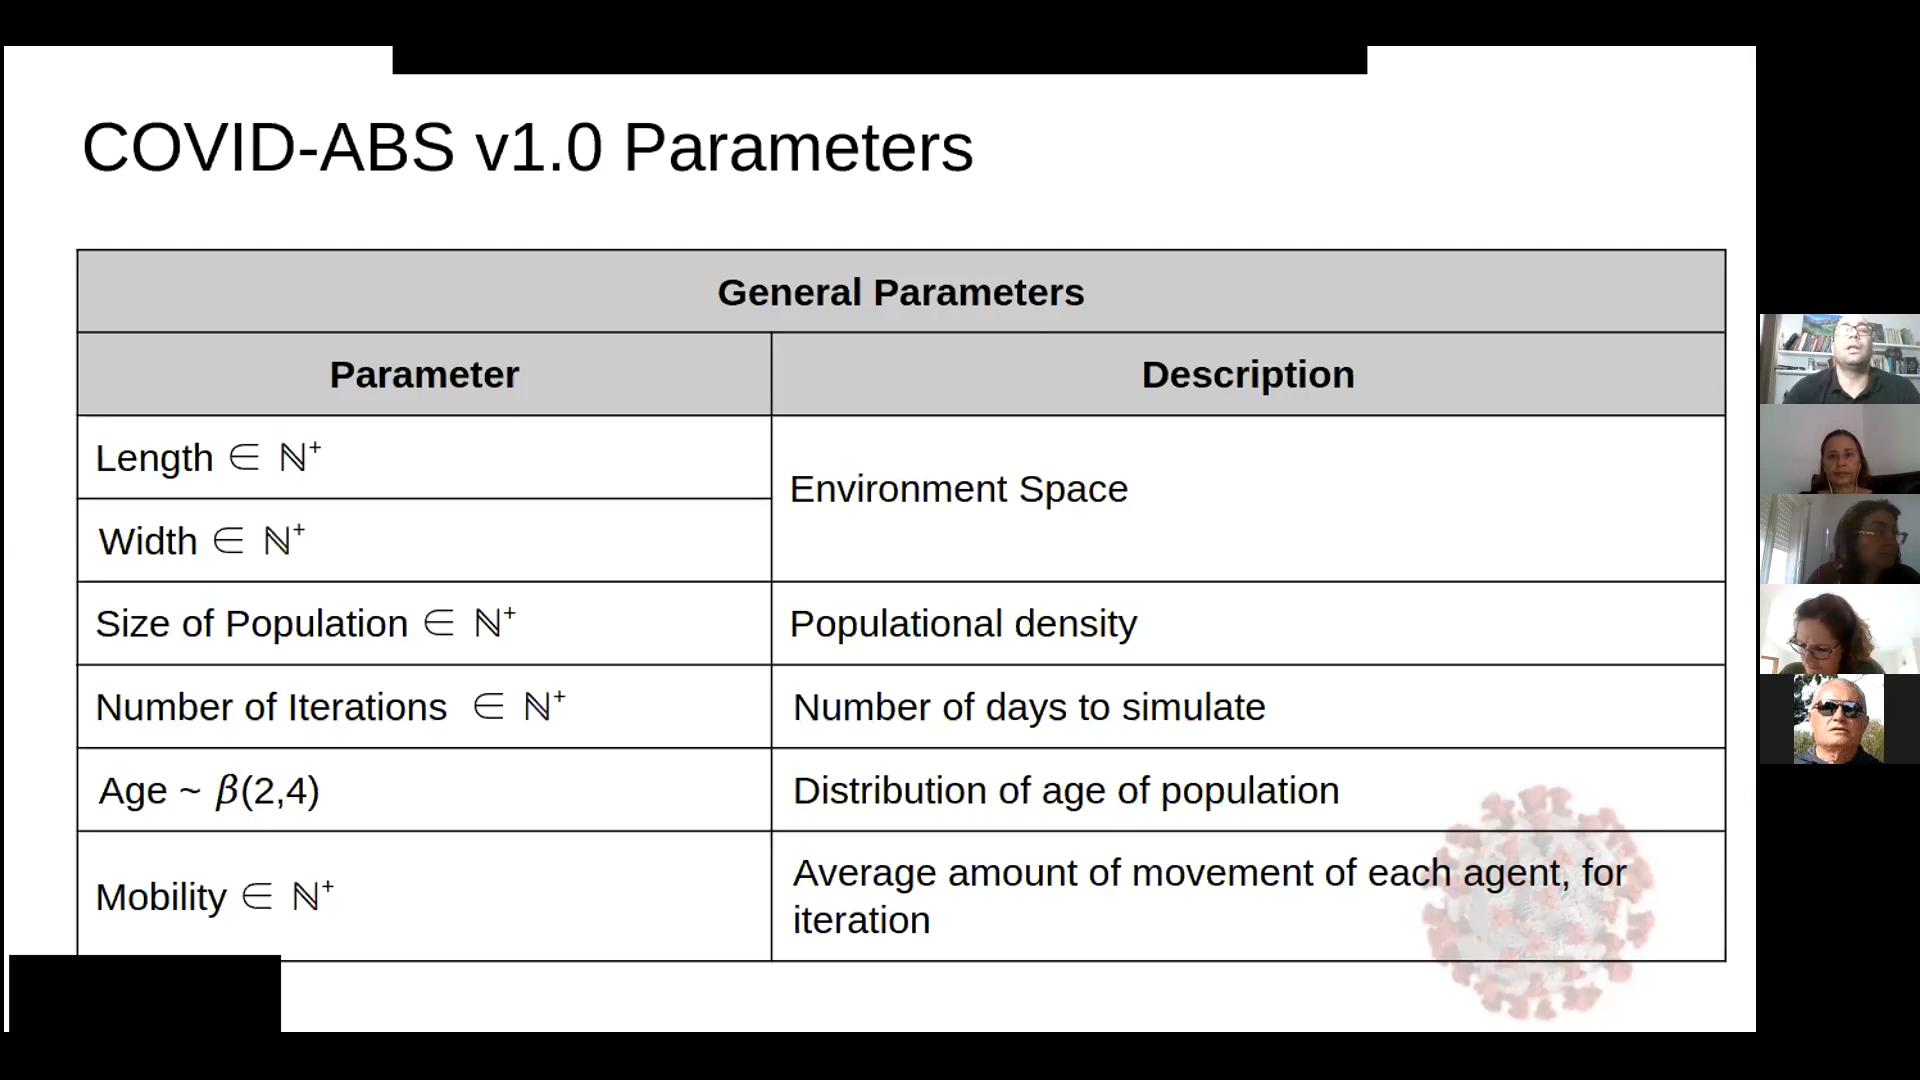 COVID-ABS v1.0 Parameters
General Parameters
Parameter
Description
Length ∈ ℕ⁺
Environment Space
Width ∈ ℕ⁺
Size of Population ∈ ℕ⁺
Populational density
Number of Iterations ∈ ℕ⁺
Number of days to simulate
Age ~ β(2,4)
Distribution of age of population
Mobility ∈ ℕ⁺
Average amount of movement of each agent, for
iteration